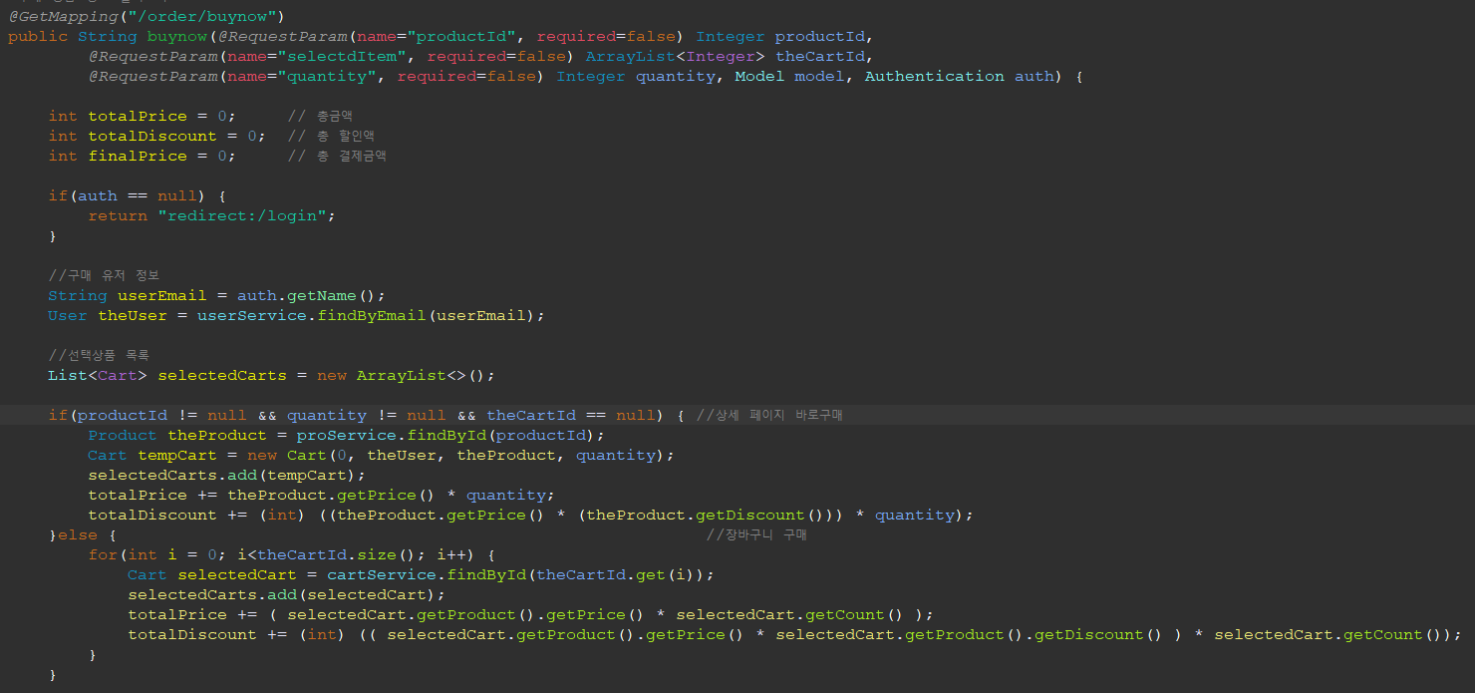 @GetMapping("/order/buynow")
public String buynow(@RequestParam(name="productId", required=false) Integer productId,
@RequestParam(name="selectdItem", required=false) ArrayList<Integer> theCartId,
@RequestParam(name="quantity", required=false) Integer quantity, Model model, Authentication auth) {
int totalPrice = 0; // 총금액
int totalDiscount = 0; // 총 할인액
int finalPrice = 0; // 총 결제금액
if(auth == null) {
return "redirect:/login";
}
//구매 유저 정보
String userEmail = auth.getName();
User theUser = userService.findByEmail(userEmail);
//선택상품 목록
List<Cart> selectedCarts = new ArrayList<>();
if(productId != null && quantity != null && theCartId == null) { //상세 페이지 바로구매
Product theProduct = proService.findById(productId);
Cart tempCart = new Cart(0, theUser, theProduct, quantity);
selectedCarts.add(tempCart);
totalPrice += theProduct.getPrice() * quantity;
totalDiscount += (int) ((theProduct.getPrice() * (theProduct.getDiscount())) * quantity);
}else { //장바구니 구매
for(int i = 0; i<theCartId.size(); i++) {
Cart selectedCart = cartService.findById(theCartId.get(i));
selectedCarts.add(selectedCart);
totalPrice += ( selectedCart.getProduct().getPrice() * selectedCart.getCount() );
totalDiscount += (int) (( selectedCart.getProduct().getPrice() * selectedCart.getProduct().getDiscount() ) * selectedCart.getCount());
}
}